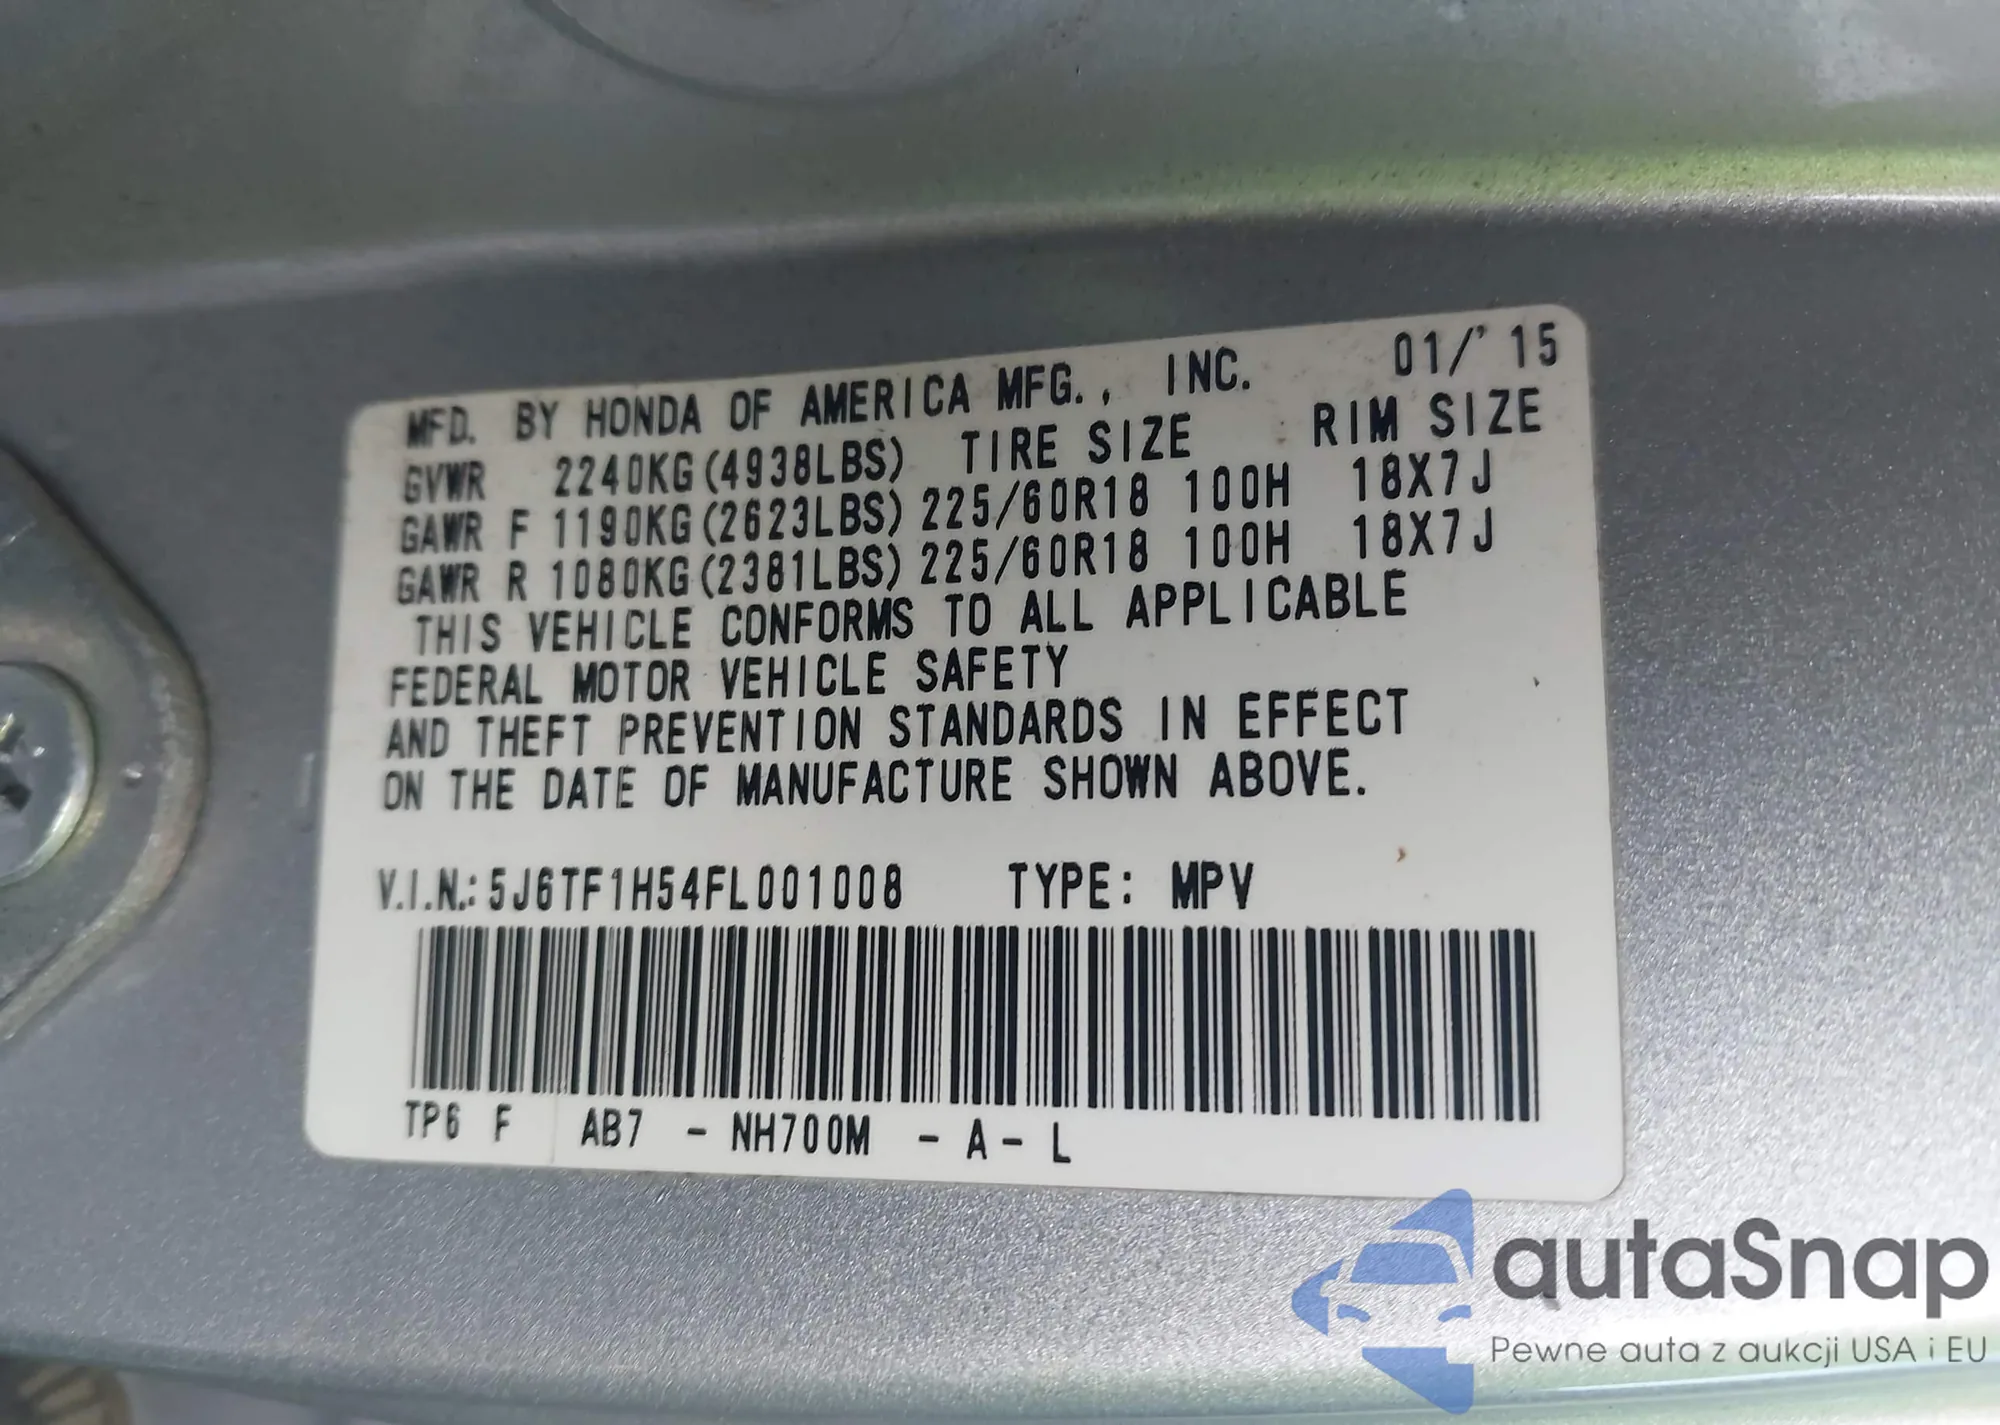 MFD. BY HONDA OF AMERICA MFG., INC. 01/'15
GVWR 2240KG(4938LBS) TIRE SIZE RIM SIZE
GAWR F 1190KG(2623LBS) 225/60R18 100H 18X7J
GAWR R 1080KG(2381LBS) 225/60R18 100H 18X7J
THIS VEHICLE CONFORMS TO ALL APPLICABLE
FEDERAL MOTOR VEHICLE SAFETY
AND THEFT PREVENTION STANDARDS IN EFFECT
ON THE DATE OF MANUFACTURE SHOWN ABOVE.
V.I.N.: 5J6TF1H54FL001008 TYPE: MPV
TP6 F AB7 - NH700M - A - L
autaSnap
Pewne auta z aukcji USA i EU